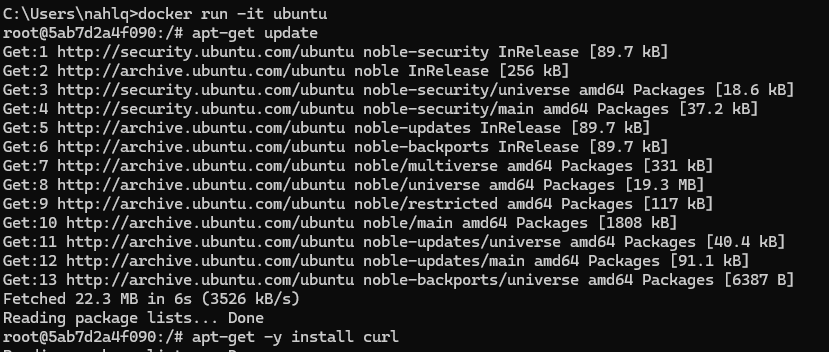 C:\Users\nahlq>docker run -it ubuntu
root@5ab7d2a4f090:/# apt-get update
Get:1 http://security.ubuntu.com/ubuntu noble-security InRelease [89.7 kB]
Get:2 http://archive.ubuntu.com/ubuntu noble InRelease [256 kB]
Get:3 http://security.ubuntu.com/ubuntu noble-security/universe amd64 Packages [18.6 kB]
Get:4 http://security.ubuntu.com/ubuntu noble-security/main amd64 Packages [37.2 kB]
Get:5 http://archive.ubuntu.com/ubuntu noble-updates InRelease [89.7 kB]
Get:6 http://archive.ubuntu.com/ubuntu noble-backports InRelease [89.7 kB]
Get:7 http://archive.ubuntu.com/ubuntu noble/multiverse amd64 Packages [331 kB]
Get:8 http://archive.ubuntu.com/ubuntu noble/universe amd64 Packages [19.3 MB]
Get:9 http://archive.ubuntu.com/ubuntu noble/restricted amd64 Packages [117 kB]
Get:10 http://archive.ubuntu.com/ubuntu noble/main amd64 Packages [1808 kB]
Get:11 http://archive.ubuntu.com/ubuntu noble-updates/universe amd64 Packages [40.4 kB]
Get:12 http://archive.ubuntu.com/ubuntu noble-updates/main amd64 Packages [91.1 kB]
Get:13 http://archive.ubuntu.com/ubuntu noble-backports/universe amd64 Packages [6387 B]
Fetched 22.3 MB in 6s (3526 kB/s)
Reading package lists... Done
root@5ab7d2a4f090:/# apt-get -y install curl